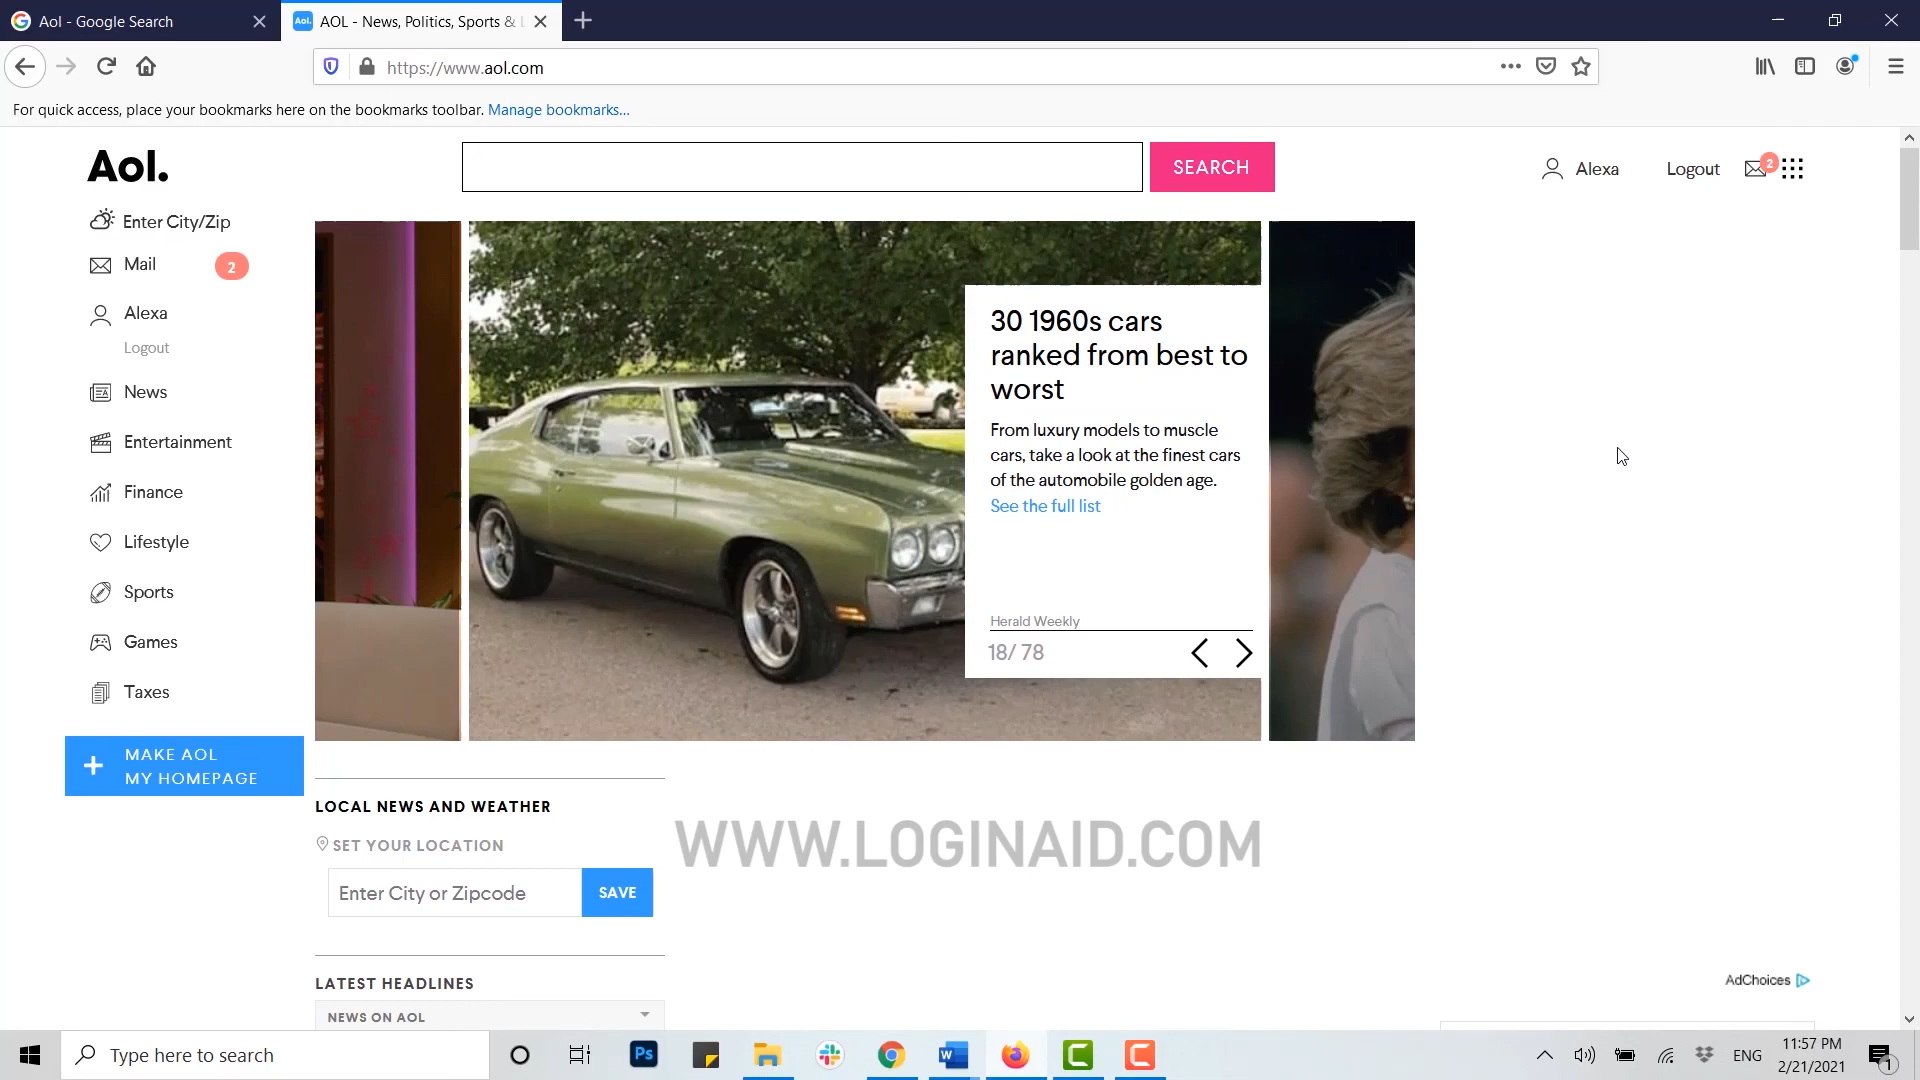 Aol - Google Search
Aol. AOL - News, Politics, Sports & L
https://www.aol.com
For quick access, place your bookmarks here on the bookmarks toolbar. Manage bookmarks...
Aol.
SEARCH
Alexa
Logout
2
Enter City/Zip
Mail
2
Alexa
Logout
News
Entertainment
Finance
Lifestyle
Sports
Games
Taxes
+ MAKE AOL
MY HOMEPAGE
30 1960s cars
ranked from best to
worst
From luxury models to muscle
cars, take a look at the finest cars
of the automobile golden age.
See the full list
Herald Weekly
18/ 78
LOCAL NEWS AND WEATHER
SET YOUR LOCATION
Enter City or Zipcode
SAVE
WWW.LOGINAID.COM
LATEST HEADLINES
NEWS ON AOL
AdChoices
Type here to search
Ps
W
ENG
11:57 PM
2/21/2021
1